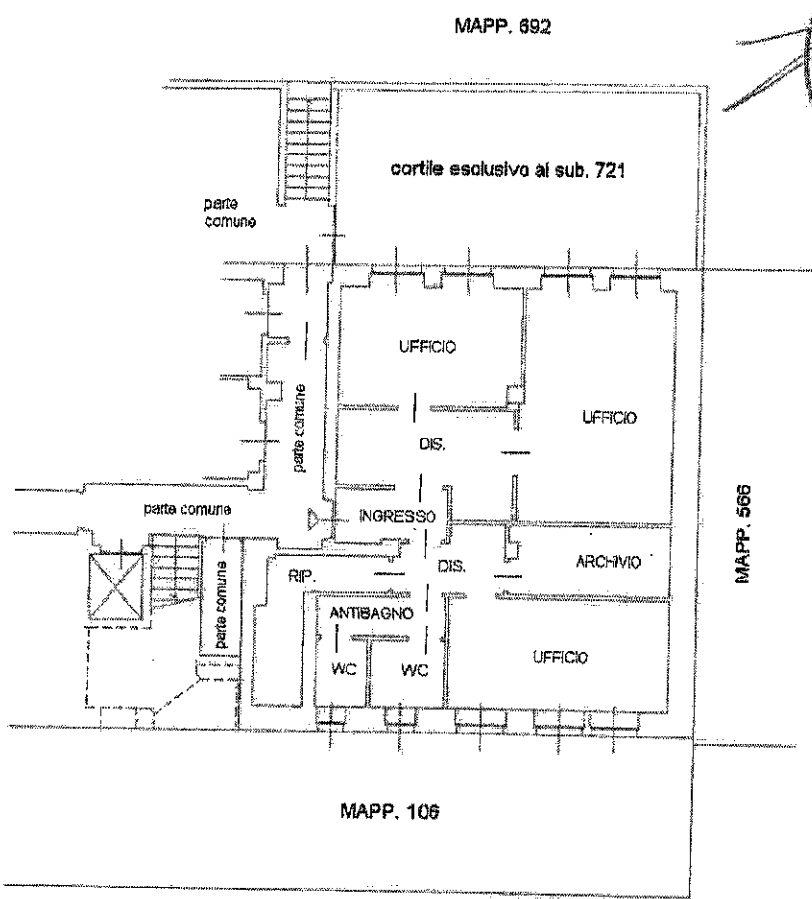 MAPP. 692
cortile esclusivo al sub. 721
parte
comune
UFFICIO
UFFICIO
parte comune
DIS.
parte comune
INGRESSO
MAPP. 566
RIP.
DIS.
ARCHIVIO
parte comune
ANTIBAGNO
UFFICIO
WC
WC
MAPP. 106